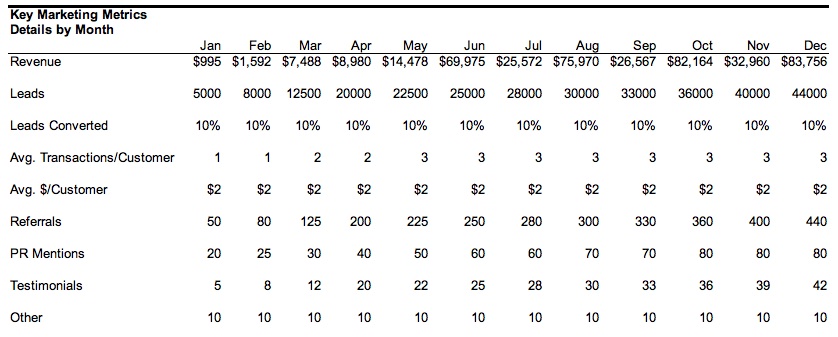 Key Marketing Metrics
Details by Month
Jan Feb Mar Apr May Jun Jul Aug Sep Oct Nov Dec
Revenue $995 $1,592 $7,488 $8,980 $14,478 $69,975 $25,572 $75,970 $26,567 $82,164 $32,960 $83,756
Leads 5000 8000 12500 20000 22500 25000 28000 30000 33000 36000 40000 44000
Leads Converted 10% 10% 10% 10% 10% 10% 10% 10% 10% 10% 10% 10%
Avg. Transactions/Customer 1 1 2 2 3 3 3 3 3 3 3 3
Avg. $/Customer $2 $2 $2 $2 $2 $2 $2 $2 $2 $2 $2 $2
Referrals 50 80 125 200 225 250 280 300 330 360 400 440
PR Mentions 20 25 30 40 50 60 60 70 70 80 80 80
Testimonials 5 8 12 20 22 25 28 30 33 36 39 42
Other 10 10 10 10 10 10 10 10 10 10 10 10